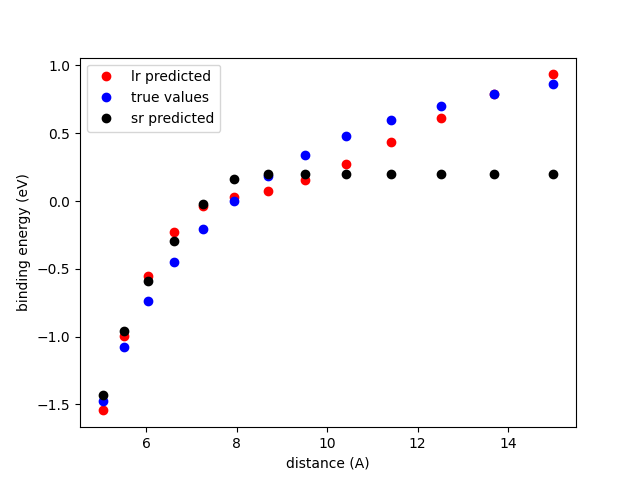 lr predicted
true values
sr predicted
1.0
0.5
0.0
−0.5
−1.0
−1.5
binding energy (eV)
6 8 10 12 14
distance (A)